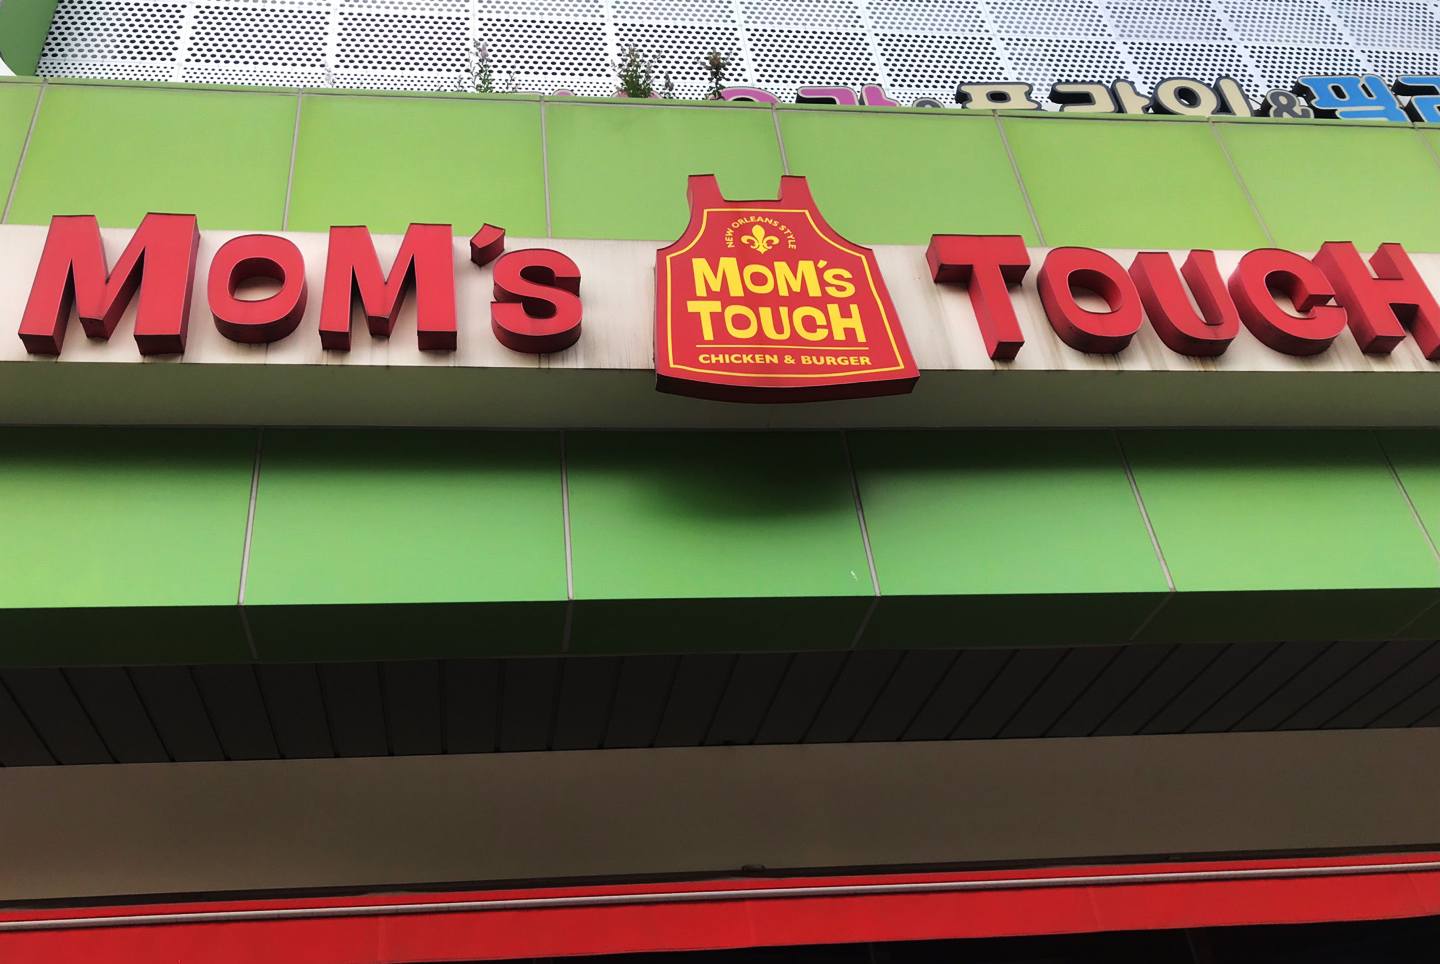 MOM'S
NEW ORLEANS STYLE
MOM'S
TOUCH
CHICKEN & BURGER
TOUCH